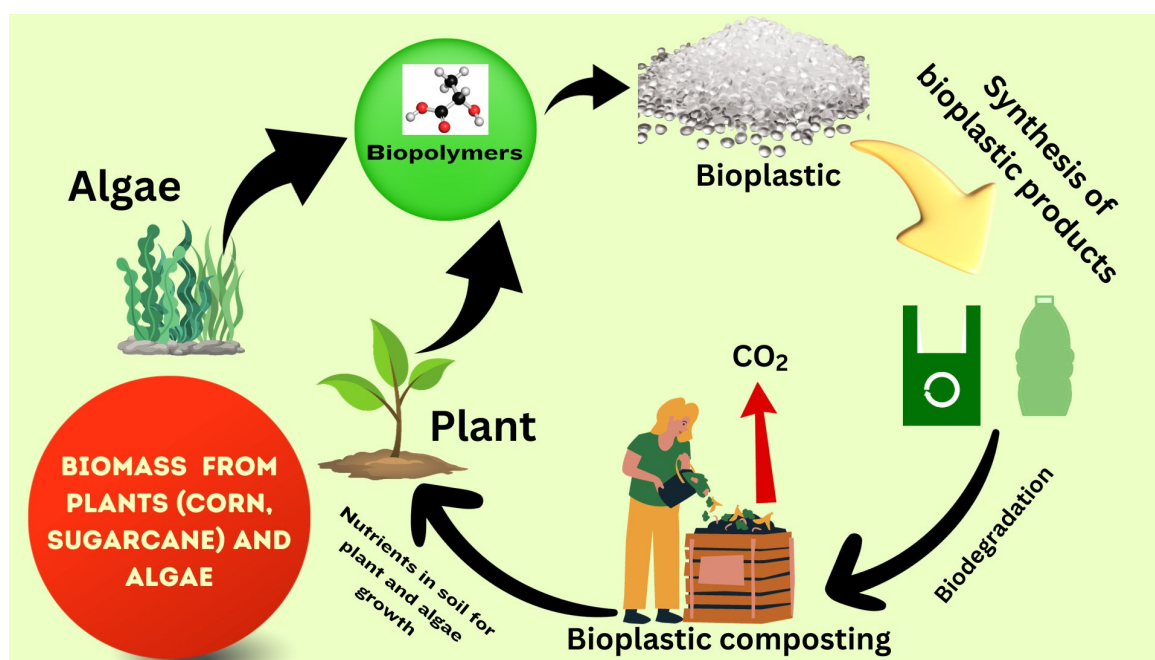 Algae
Biopolymers
Bioplastic
Synthesis of
bioplastic products
CO₂
Plant
BIOMASS FROM
PLANTS (CORN,
SUGARCANE) AND
ALGAE
Nutrients in soil for
plant and algae
growth
Bioplastic composting
Biodegradation